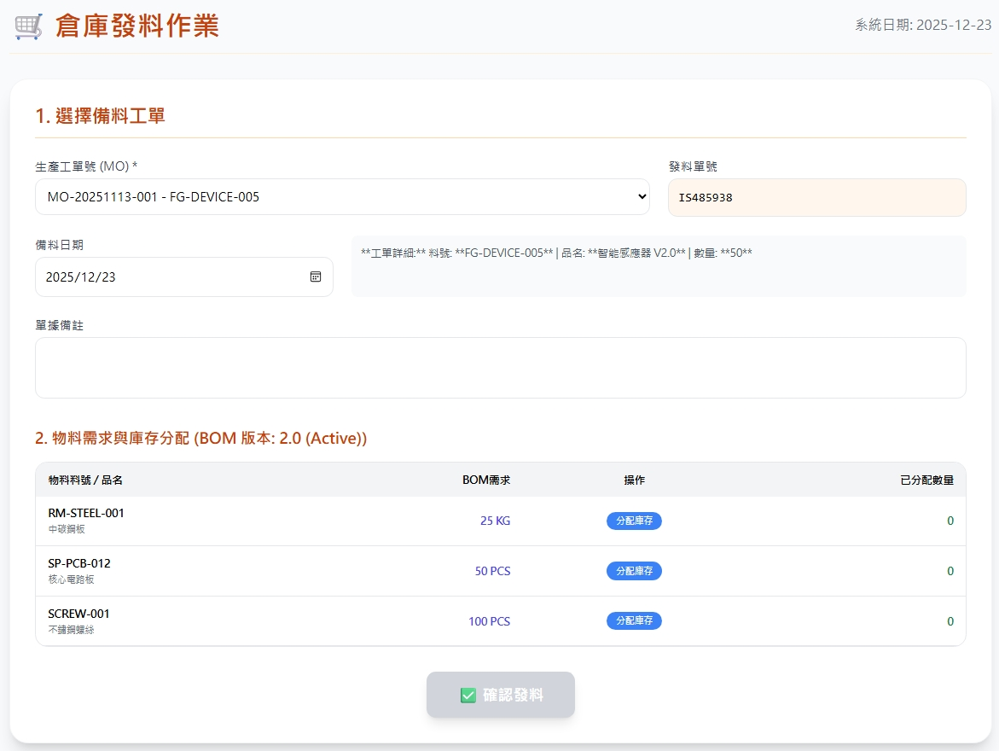 倉庫發料作業
系統日期: 2025-12-23
1. 選擇備料工單
生產工單號 (MO) *
發料單號
MO-20251113-001 - FG-DEVICE-005
IS485938
備料日期
2025/12/23
**工單詳細:** 料號: **FG-DEVICE-005** | 品名: **智能感應器 V2.0** | 數量: **50**
單據備註
2. 物料需求與庫存分配 (BOM 版本: 2.0 (Active))
物料料號 / 品名 BOM需求 操作 已分配數量
RM-STEEL-001
中碳鋼板
25 KG 分配庫存 0
SP-PCB-012
核心電路板
50 PCS 分配庫存 0
SCREW-001
不鏽鋼螺絲
100 PCS 分配庫存 0
確認發料